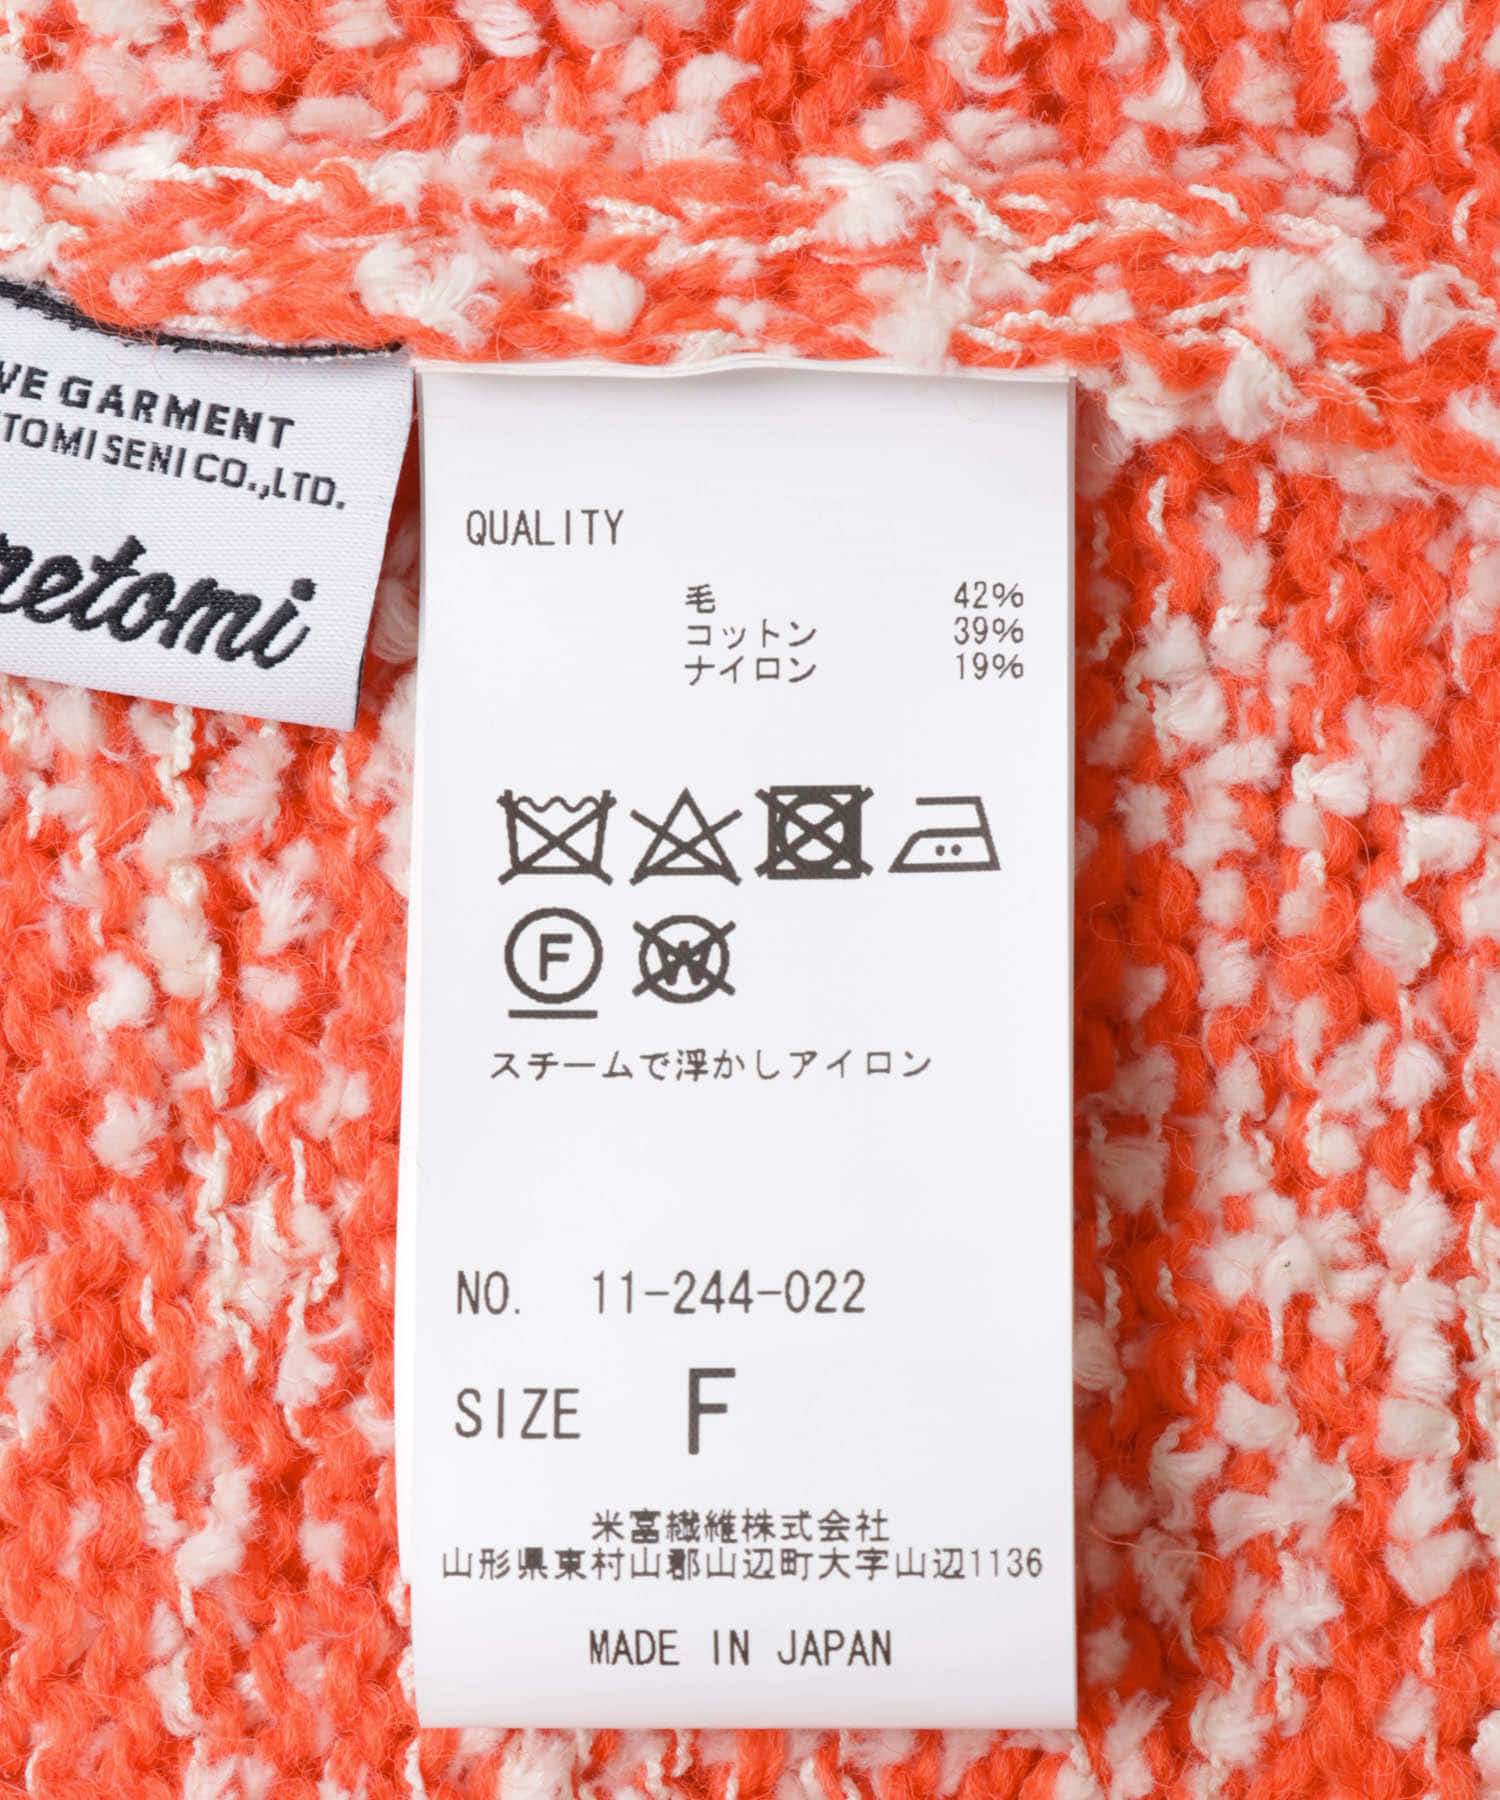 GARMENT
SENI CO.,LTD.
QUALITY
毛 42%
コットン 39%
ナイロン 19%
F W
スチームで浮かしアイロン
NO. 11-244-022
SIZE F
米富繊維株式会社
山形県東村山郡山辺町大字山辺1136
MADE IN JAPAN